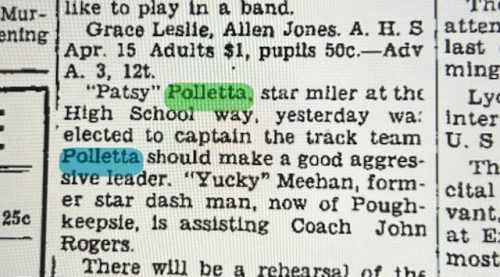 Mur-
ening
25c
like to play in a band.
Grace Leslie, Allen Jones. A. H. S
Apr. 15 Adults $1, pupils 50c.—Adv
A. 3, 12t.
"Patsy" Polletta, star miler at the
High School way, yesterday wa:
elected to captain the track team
Polletta should make a good aggres-
sive leader. "Yucky" Meehan, form-
er star dash man, now of Pough-
keepsie, is assisting Coach John
Rogers.
There will be a rehearsal of the
atten
last
ming
Lyc
inter
U. S
Th
cital
vant.
at E
most